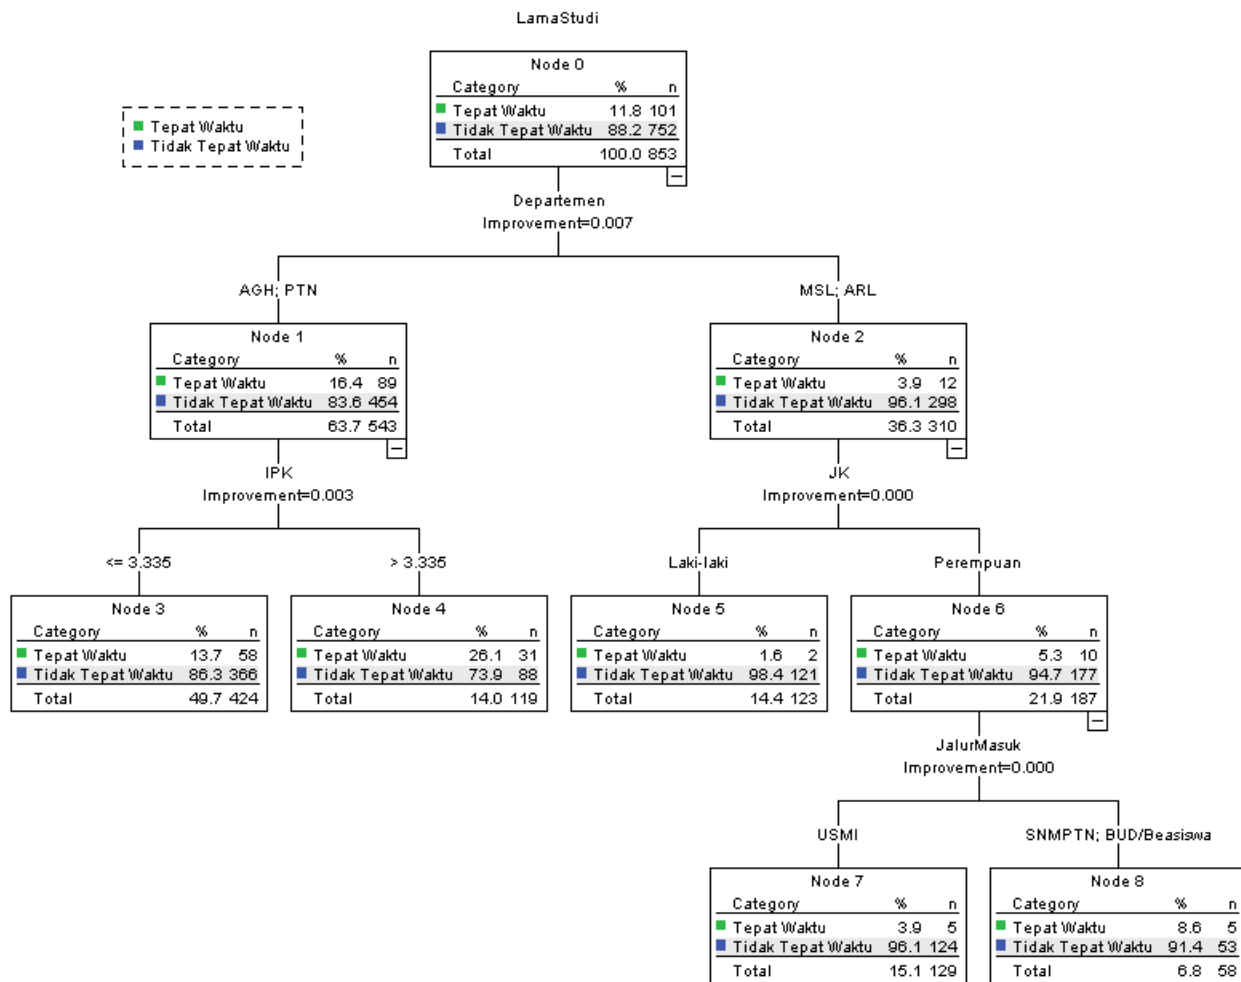 LamaStudi
Node 0
Category % n
Tepat Waktu 11.8 101
Tidak Tepat Waktu 88.2 752
Total 100.0 853
Tepat Waktu
Tidak Tepat Waktu
Departemen
Improvement=0.007
AGH; PTN
MSL; ARL
Node 1
Category % n
Tepat Waktu 16.4 89
Tidak Tepat Waktu 83.6 454
Total 63.7 543
Node 2
Category % n
Tepat Waktu 3.9 12
Tidak Tepat Waktu 96.1 298
Total 36.3 310
IPK
Improvement=0.003
JK
Improvement=0.000
<= 3.335
> 3.335
Laki-laki
Perempuan
Node 3
Category % n
Tepat Waktu 13.7 58
Tidak Tepat Waktu 86.3 366
Total 49.7 424
Node 4
Category % n
Tepat Waktu 26.1 31
Tidak Tepat Waktu 73.9 88
Total 14.0 119
Node 5
Category % n
Tepat Waktu 1.6 2
Tidak Tepat Waktu 98.4 121
Total 14.4 123
Node 6
Category % n
Tepat Waktu 5.3 10
Tidak Tepat Waktu 94.7 177
Total 21.9 187
JalurMasuk
Improvement=0.000
USMI
SNMPTN; BUD/Beasiswa
Node 7
Category % n
Tepat Waktu 3.9 5
Tidak Tepat Waktu 96.1 124
Total 15.1 129
Node 8
Category % n
Tepat Waktu 8.6 5
Tidak Tepat Waktu 91.4 53
Total 6.8 58